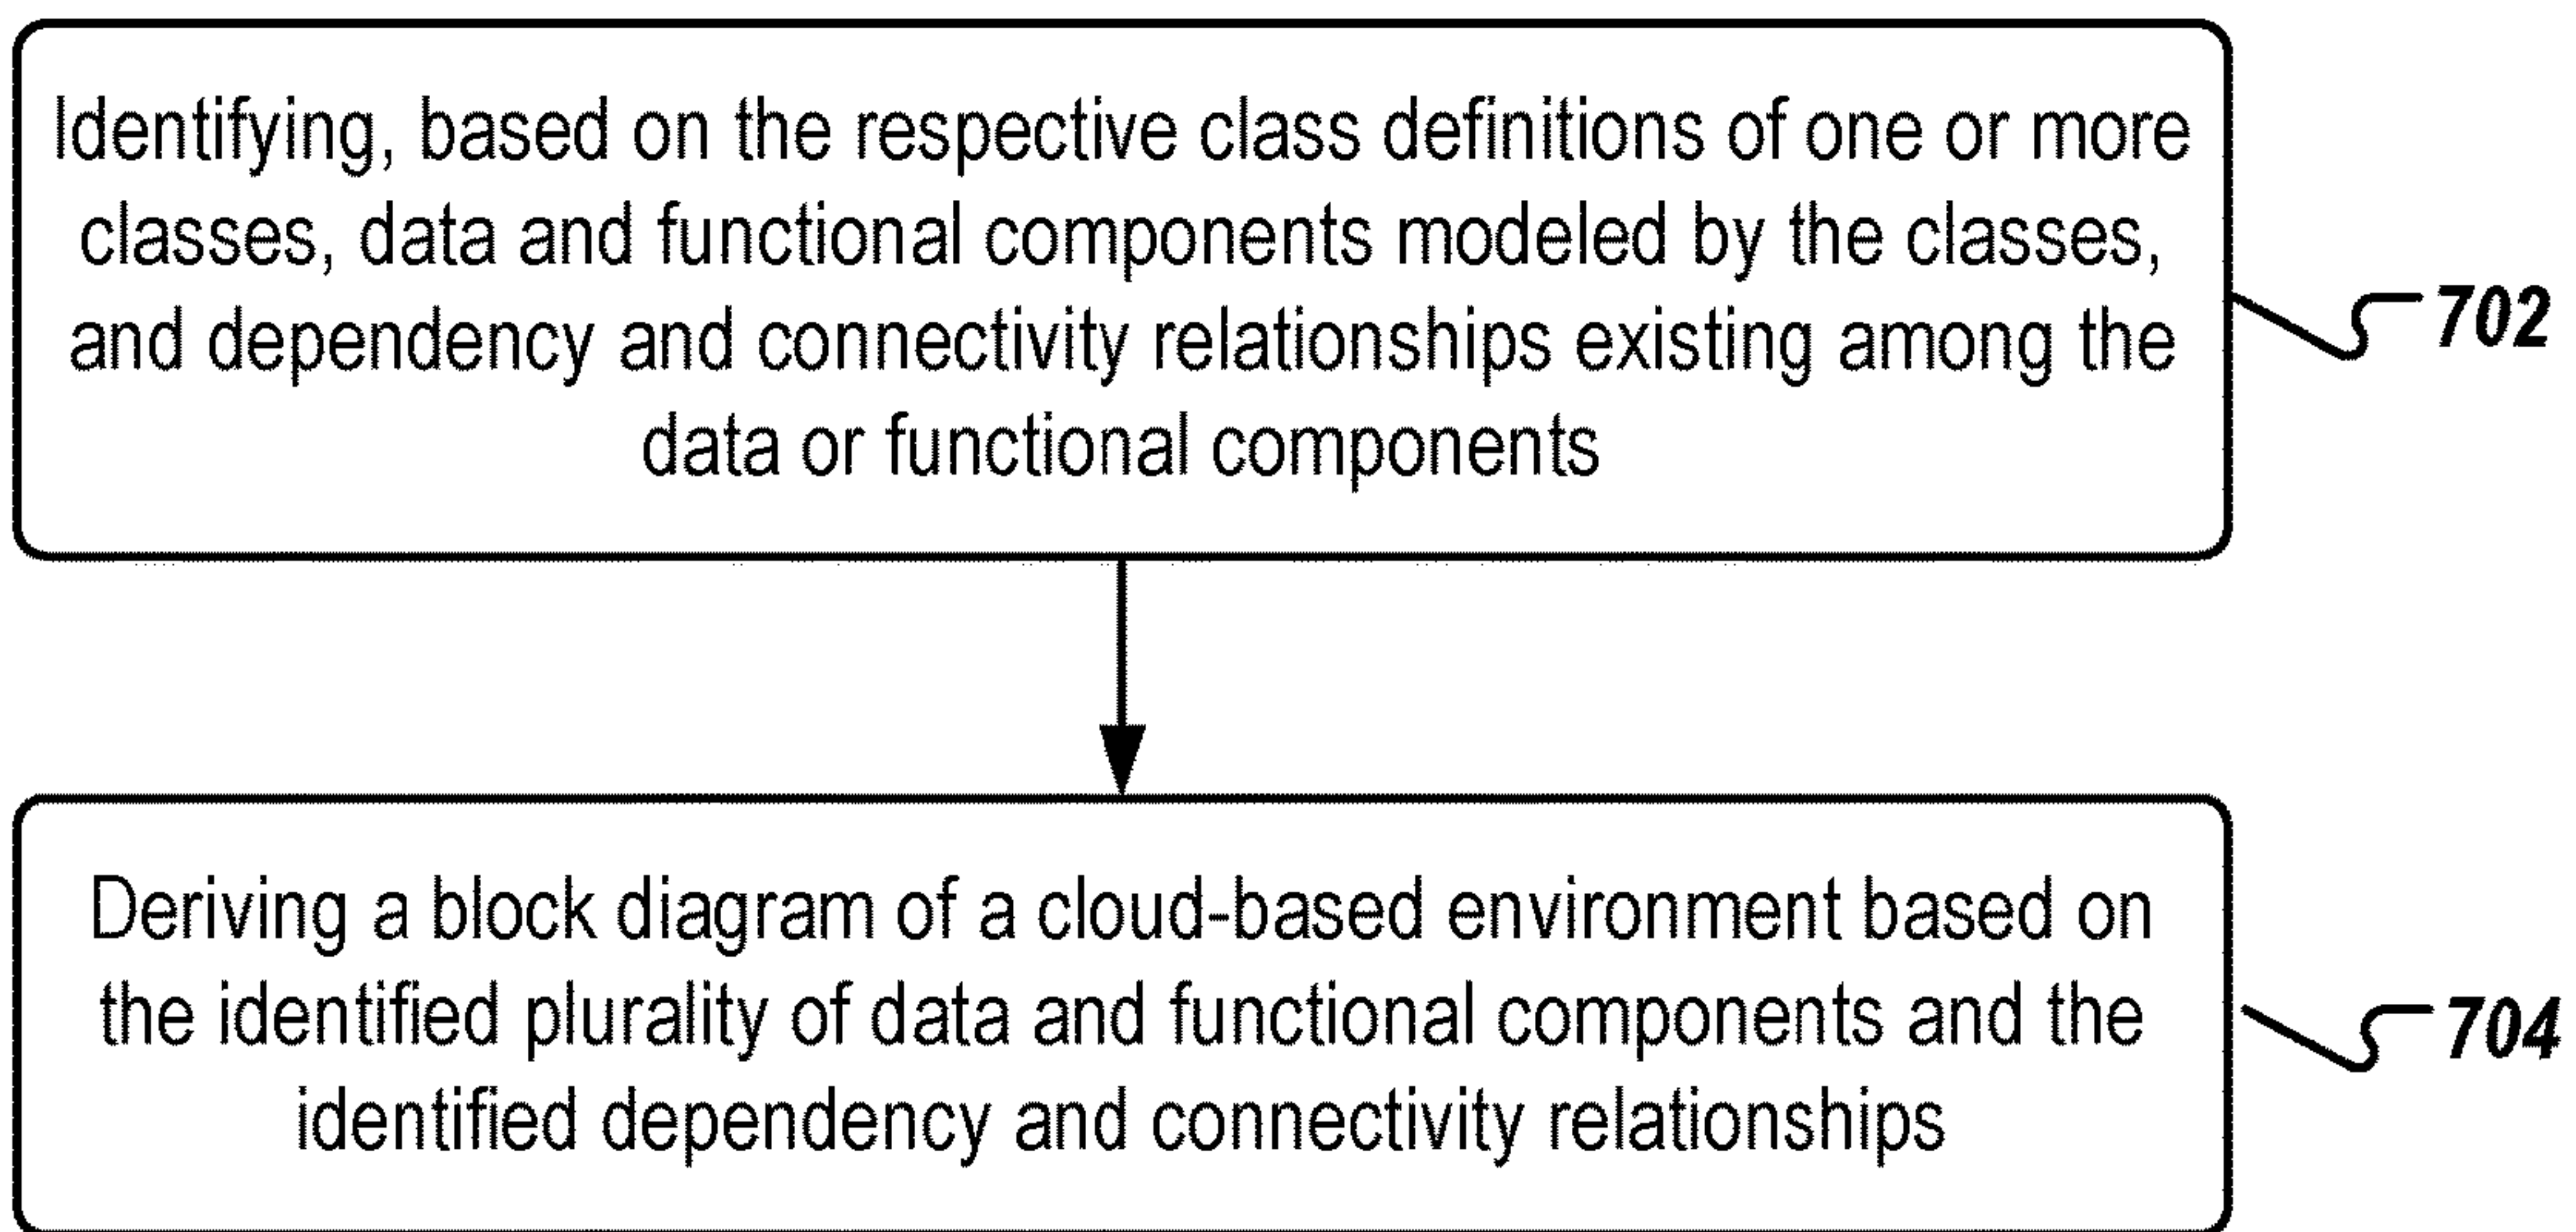 Identifying, based on the respective class definitions of one or more
classes, data and functional components modeled by the classes,
and dependency and connectivity relationships existing among the
data or functional components
702
Deriving a block diagram of a cloud-based environment based on
the identified plurality of data and functional components and the
identified dependency and connectivity relationships
704